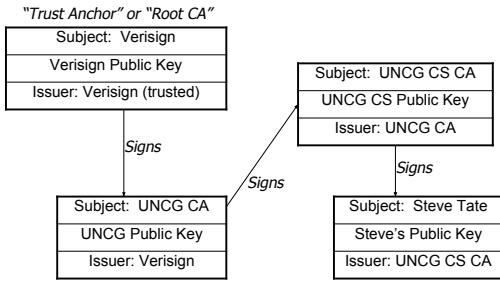 “Trust Anchor” or “Root CA”
Subject: Verisign
Verisign Public Key
Issuer: Verisign (trusted)
Signs
Subject: UNCG CA
UNCG Public Key
Issuer: Verisign
Signs
Subject: UNCG CS CA
UNCG CS Public Key
Issuer: UNCG CA
Signs
Subject: Steve Tate
Steve’s Public Key
Issuer: UNCG CS CA